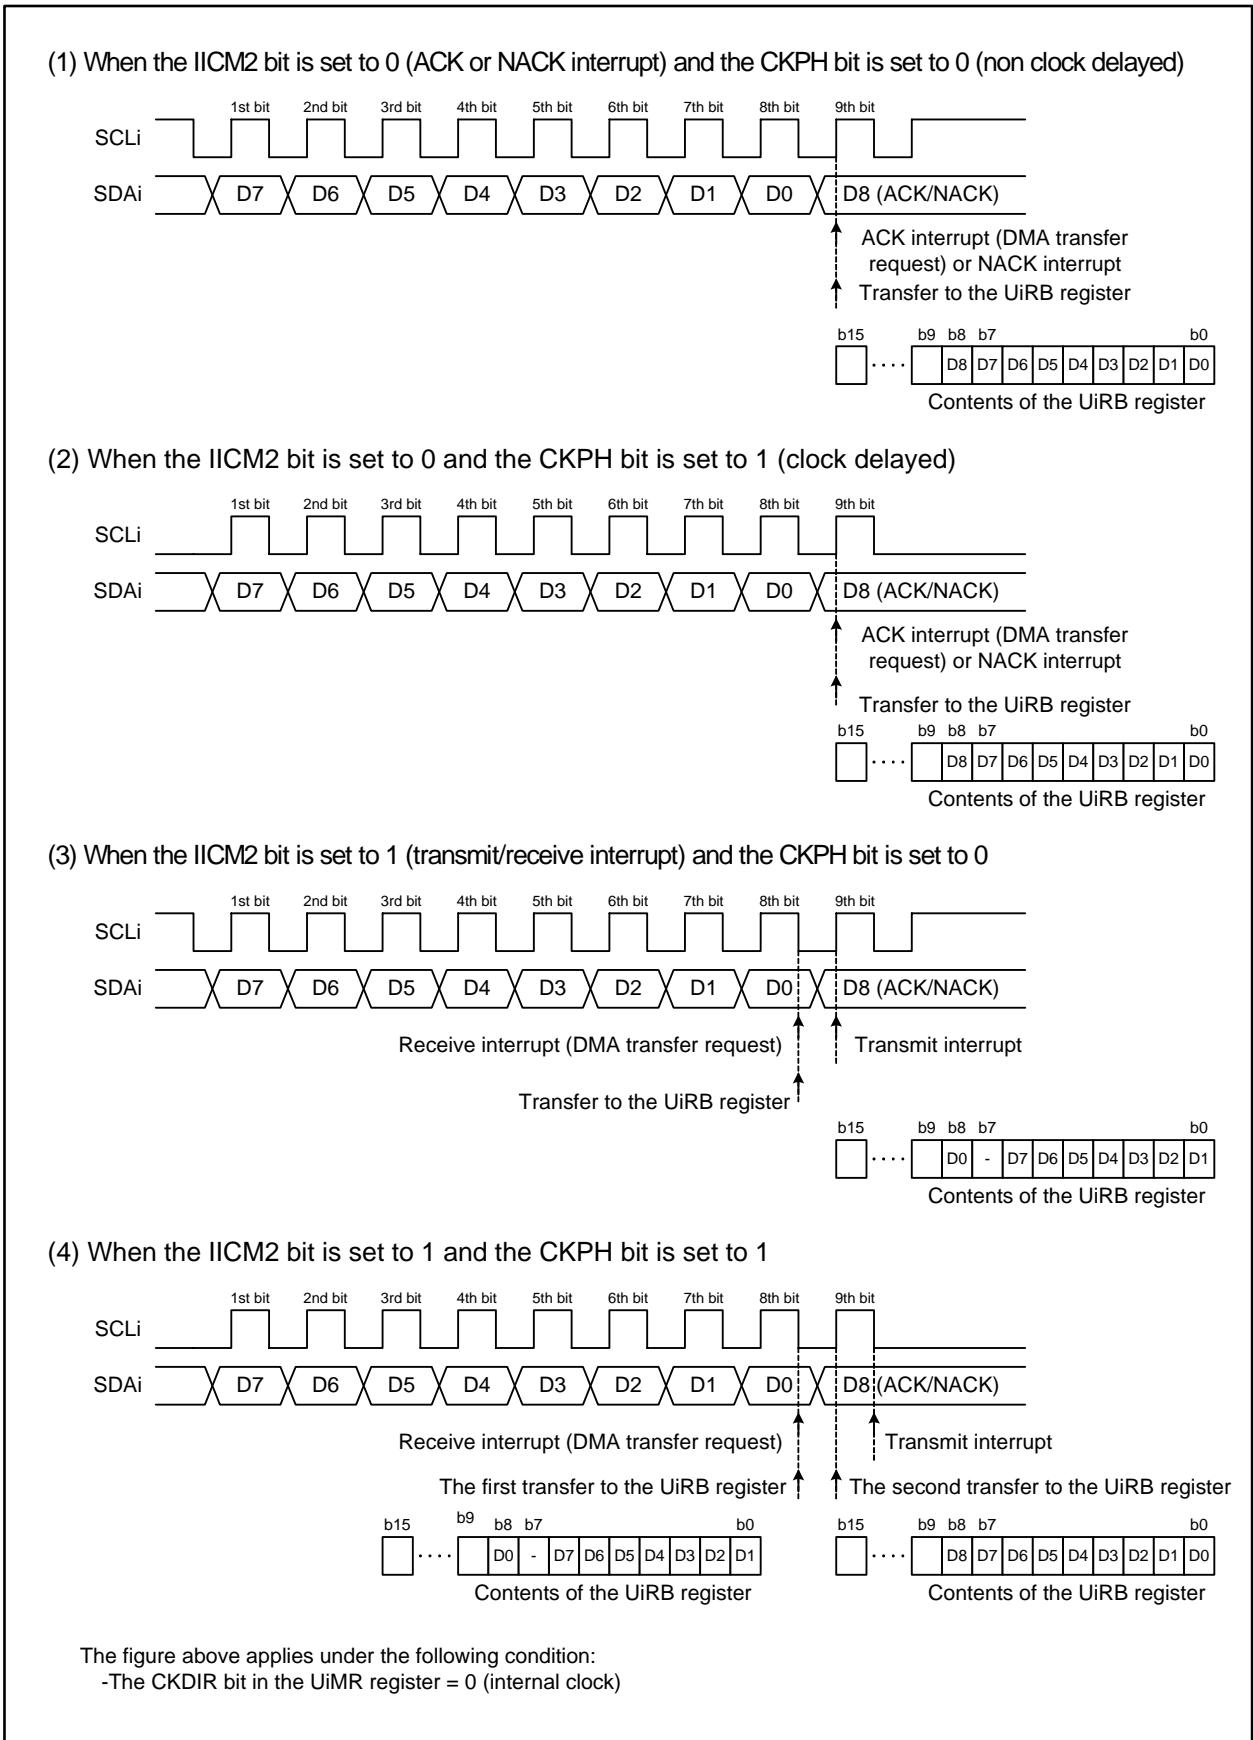 (1) When the IICM2 bit is set to 0 (ACK or NACK interrupt) and the CKPH bit is set to 0 (non clock delayed)
1st bit 2nd bit 3rd bit 4th bit 5th bit 6th bit 7th bit 8th bit 9th bit
SCLi
SDAi D7 D6 D5 D4 D3 D2 D1 D0 D8 (ACK/NACK)
ACK interrupt (DMA transfer
request) or NACK interrupt
Transfer to the UiRB register
b15 b9 b8 b7 b0
···· D8 D7 D6 D5 D4 D3 D2 D1 D0
Contents of the UiRB register
(2) When the IICM2 bit is set to 0 and the CKPH bit is set to 1 (clock delayed)
1st bit 2nd bit 3rd bit 4th bit 5th bit 6th bit 7th bit 8th bit 9th bit
SCLi
SDAi D7 D6 D5 D4 D3 D2 D1 D0 D8 (ACK/NACK)
ACK interrupt (DMA transfer
request) or NACK interrupt
Transfer to the UiRB register
b15 b9 b8 b7 b0
···· D8 D7 D6 D5 D4 D3 D2 D1 D0
Contents of the UiRB register
(3) When the IICM2 bit is set to 1 (transmit/receive interrupt) and the CKPH bit is set to 0
1st bit 2nd bit 3rd bit 4th bit 5th bit 6th bit 7th bit 8th bit 9th bit
SCLi
SDAi D7 D6 D5 D4 D3 D2 D1 D0 D8 (ACK/NACK)
Receive interrupt (DMA transfer request) Transmit interrupt
Transfer to the UiRB register
b15 b9 b8 b7 b0
···· D0 - D7 D6 D5 D4 D3 D2 D1
Contents of the UiRB register
(4) When the IICM2 bit is set to 1 and the CKPH bit is set to 1
1st bit 2nd bit 3rd bit 4th bit 5th bit 6th bit 7th bit 8th bit 9th bit
SCLi
SDAi D7 D6 D5 D4 D3 D2 D1 D0 D8 (ACK/NACK)
Receive interrupt (DMA transfer request) Transmit interrupt
The first transfer to the UiRB register The second transfer to the UiRB register
b15 b9 b8 b7 b0 b15 b9 b8 b7 b0
···· D0 - D7 D6 D5 D4 D3 D2 D1 ···· D8 D7 D6 D5 D4 D3 D2 D1 D0
Contents of the UiRB register Contents of the UiRB register
The figure above applies under the following condition:
-The CKDIR bit in the UiMR register = 0 (internal clock)